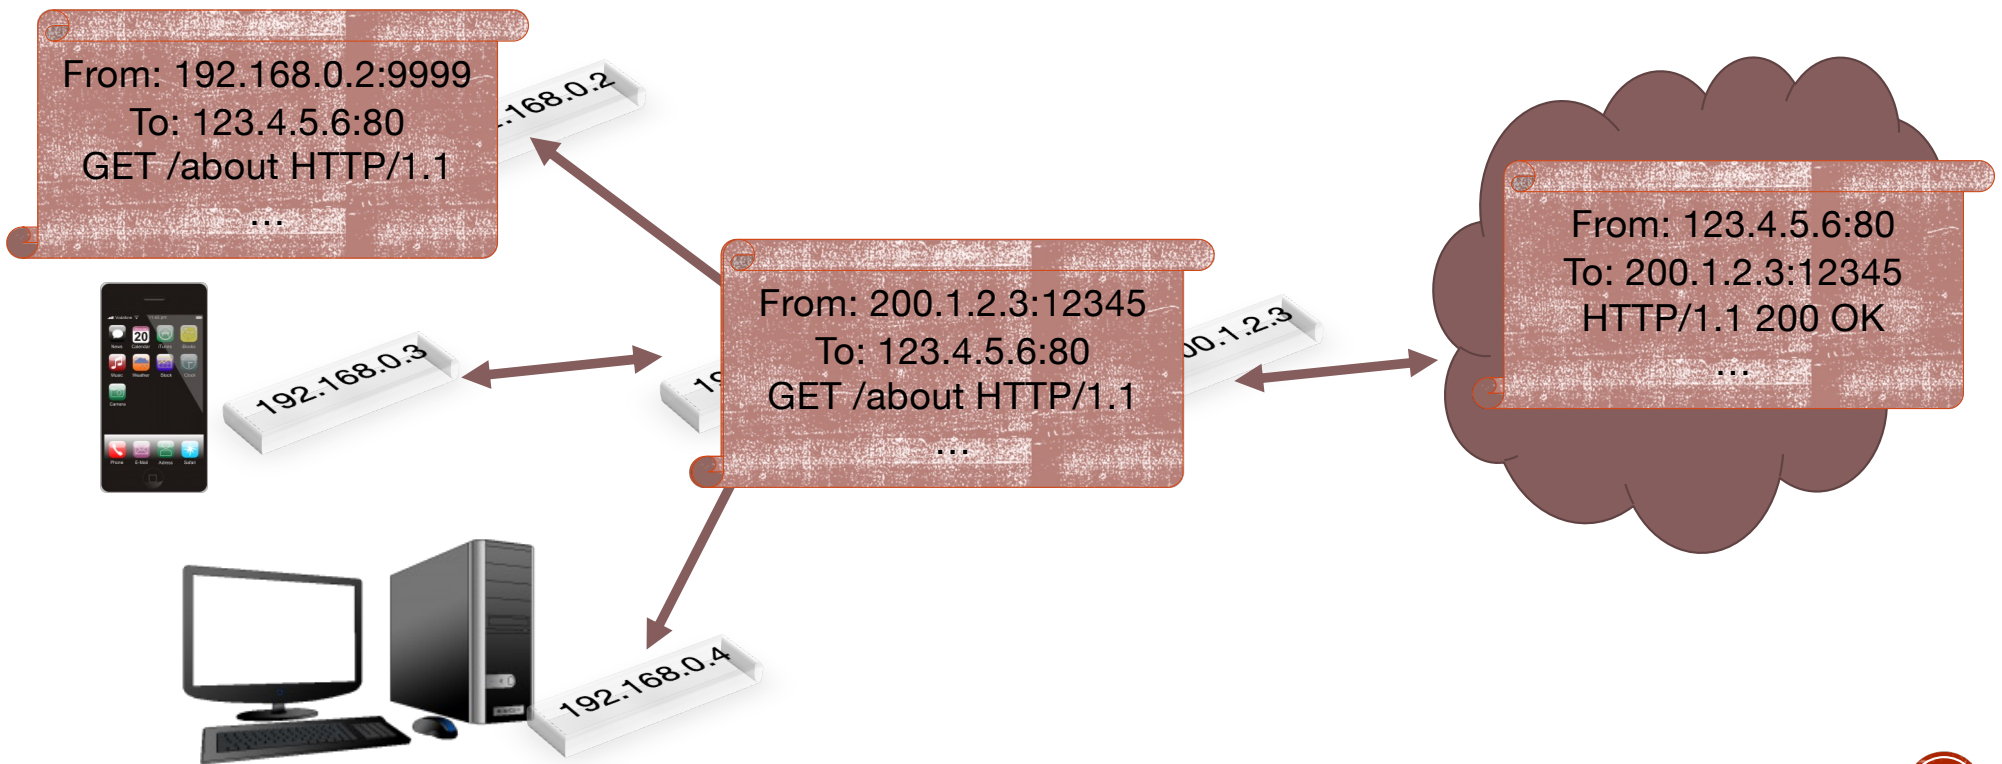 From: 192.168.0.2:9999
To: 123.4.5.6:80
GET /about HTTP/1.1
...
.168.0.2
From: 123.4.5.6:80
To: 200.1.2.3:12345
HTTP/1.1 200 OK
...
From: 200.1.2.3:12345
To: 123.4.5.6:80
GET /about HTTP/1.1
...
00.1.2.3
19
192.168.0.3
20
192.168.0.4